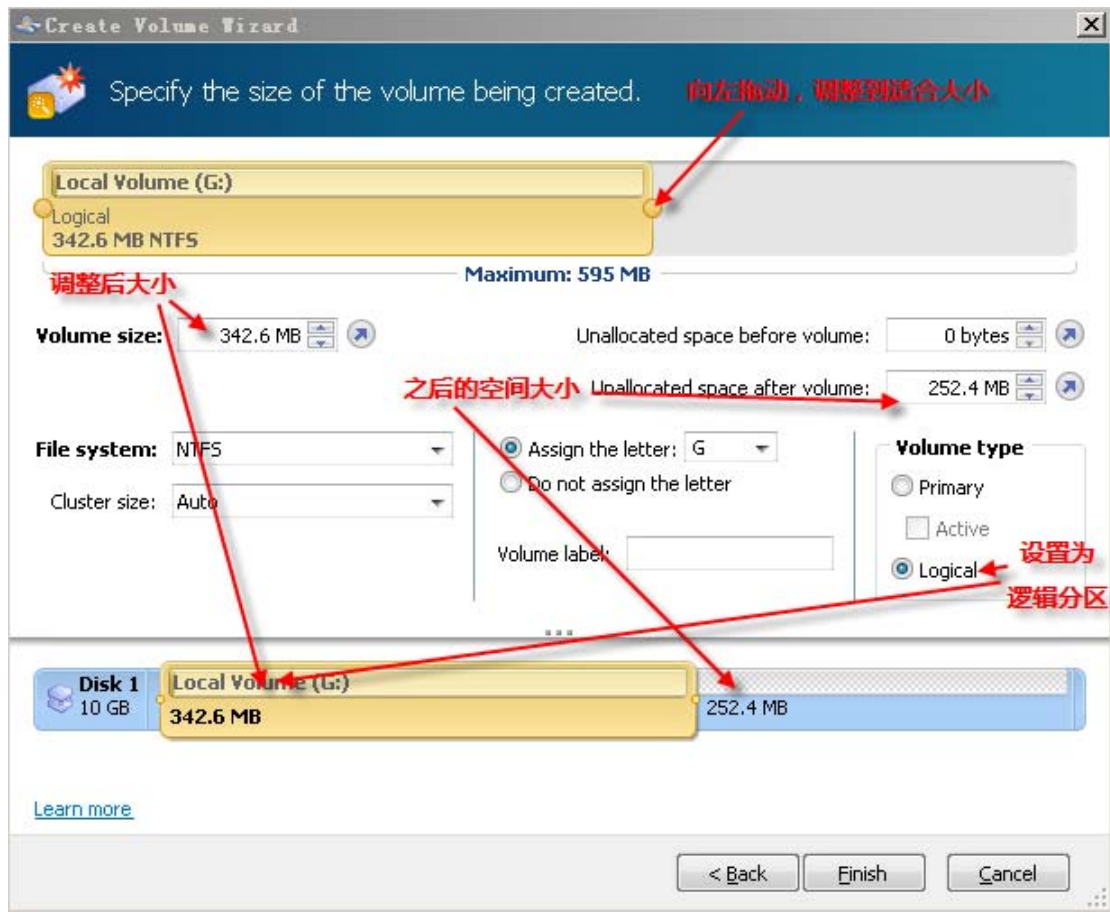 Create Volume Wizard
Specify the size of the volume being created.
向左拖动，调整到适合大小
Local Volume (G:)
Logical
342.6 MB NTFS
调整后大小
Maximum: 595 MB
Volume size: 342.6 MB
Unallocated space before volume: 0 bytes
之后的空间大小
Unallocated space after volume: 252.4 MB
File system: NTFS
Cluster size: Auto
Assign the letter: G
Do not assign the letter
Volume label:
Volume type
Primary
Active
Logical
设置为
逻辑分区
Disk 1
10 GB
Local Volume (G:)
342.6 MB
252.4 MB
Learn more
< Back
Finish
Cancel